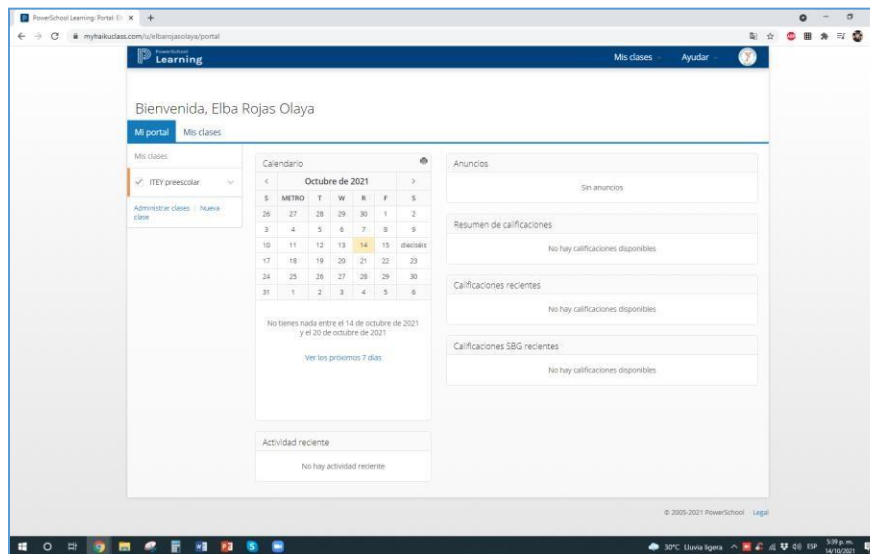 PowerSchool Learning: Portal: El
myhaikuclass.com/u/elbarojasolaya/portal
PowerSchool
Learning
Mis clases
Ayudar
Bienvenida, Elba Rojas Olaya
Mi portal
Mis clases
Mis clases
ITEY preescolar
Administrar clases | Nueva
clase
Calendario
< Octubre de 2021 >
S METRO T W R F S
26 27 28 29 30 1 2
3 4 5 6 7 8 9
10 11 12 13 14 15 dieciséis
17 18 19 20 21 22 23
24 25 26 27 28 29 30
31 1 2 3 4 5 6
No tienes nada entre el 14 de octubre de 2021
y el 20 de octubre de 2021
Ver los próximos 7 días
Actividad reciente
No hay actividad reciente
Anuncios
Sin anuncios
Resumen de calificaciones
No hay calificaciones disponibles
Calificaciones recientes
No hay calificaciones disponibles
Calificaciones SBG recientes
No hay calificaciones disponibles
© 2005-2021 PowerSchool Legal
30°C Lluvia ligera
ESP
5:39 p. m.
14/10/2021